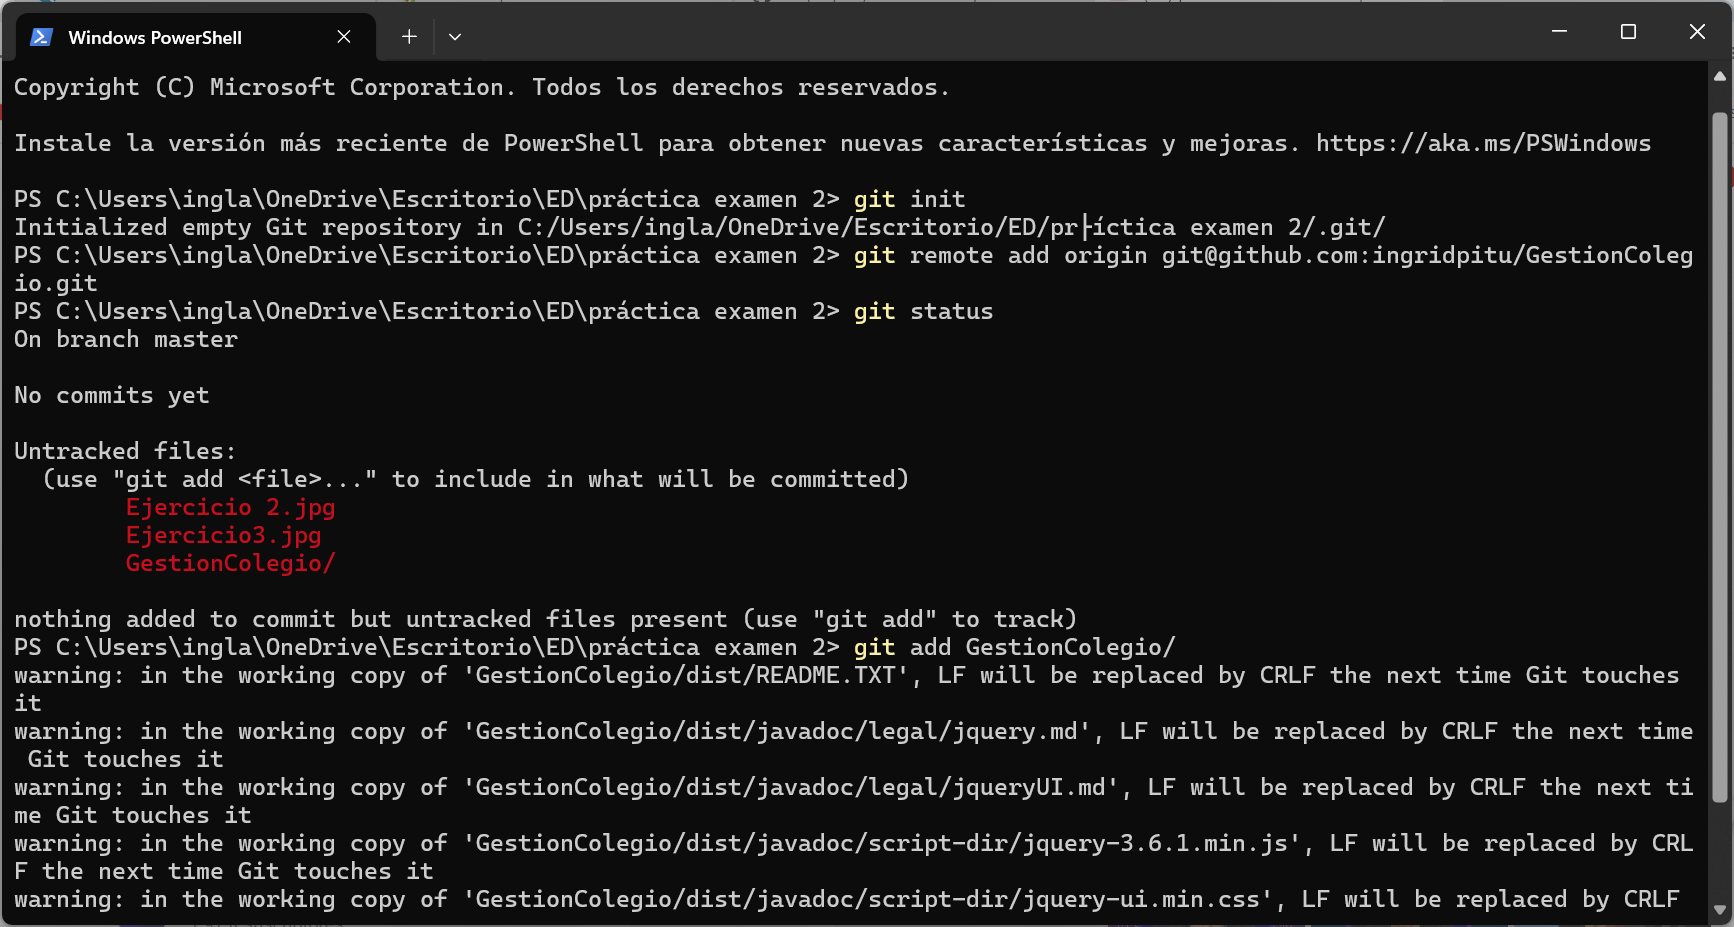 Windows PowerShell
Copyright (C) Microsoft Corporation. Todos los derechos reservados.
Instale la versión más reciente de PowerShell para obtener nuevas características y mejoras. https://aka.ms/PSWindows
PS C:\Users\ingla\OneDrive\Escritorio\ED\práctica examen 2> git init
Initialized empty Git repository in C:/Users/ingla/OneDrive/Escritorio/ED/pr├íctica examen 2/.git/
PS C:\Users\ingla\OneDrive\Escritorio\ED\práctica examen 2> git remote add origin git@github.com:ingridpitu/GestionColeg
io.git
PS C:\Users\ingla\OneDrive\Escritorio\ED\práctica examen 2> git status
On branch master
No commits yet
Untracked files:
(use "git add <file>..." to include in what will be committed)
Ejercicio 2.jpg
Ejercicio3.jpg
GestionColegio/
nothing added to commit but untracked files present (use "git add" to track)
PS C:\Users\ingla\OneDrive\Escritorio\ED\práctica examen 2> git add GestionColegio/
warning: in the working copy of 'GestionColegio/dist/README.TXT', LF will be replaced by CRLF the next time Git touches
it
warning: in the working copy of 'GestionColegio/dist/javadoc/legal/jquery.md', LF will be replaced by CRLF the next time
Git touches it
warning: in the working copy of 'GestionColegio/dist/javadoc/legal/jqueryUI.md', LF will be replaced by CRLF the next ti
me Git touches it
warning: in the working copy of 'GestionColegio/dist/javadoc/script-dir/jquery-3.6.1.min.js', LF will be replaced by CRL
F the next time Git touches it
warning: in the working copy of 'GestionColegio/dist/javadoc/script-dir/jquery-ui.min.css', LF will be replaced by CRLF